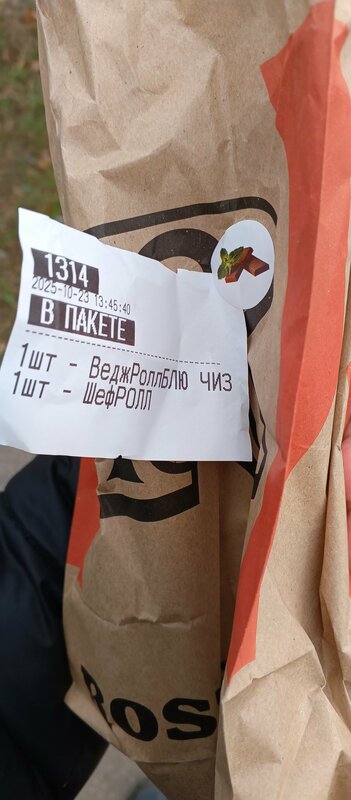 1314
2025-10-23 13:45:40
В ПАКЕТЕ
1шт - ВеджРоллБЛЮ ЧИЗ
1шт - ШефРОЛЛ
ROS